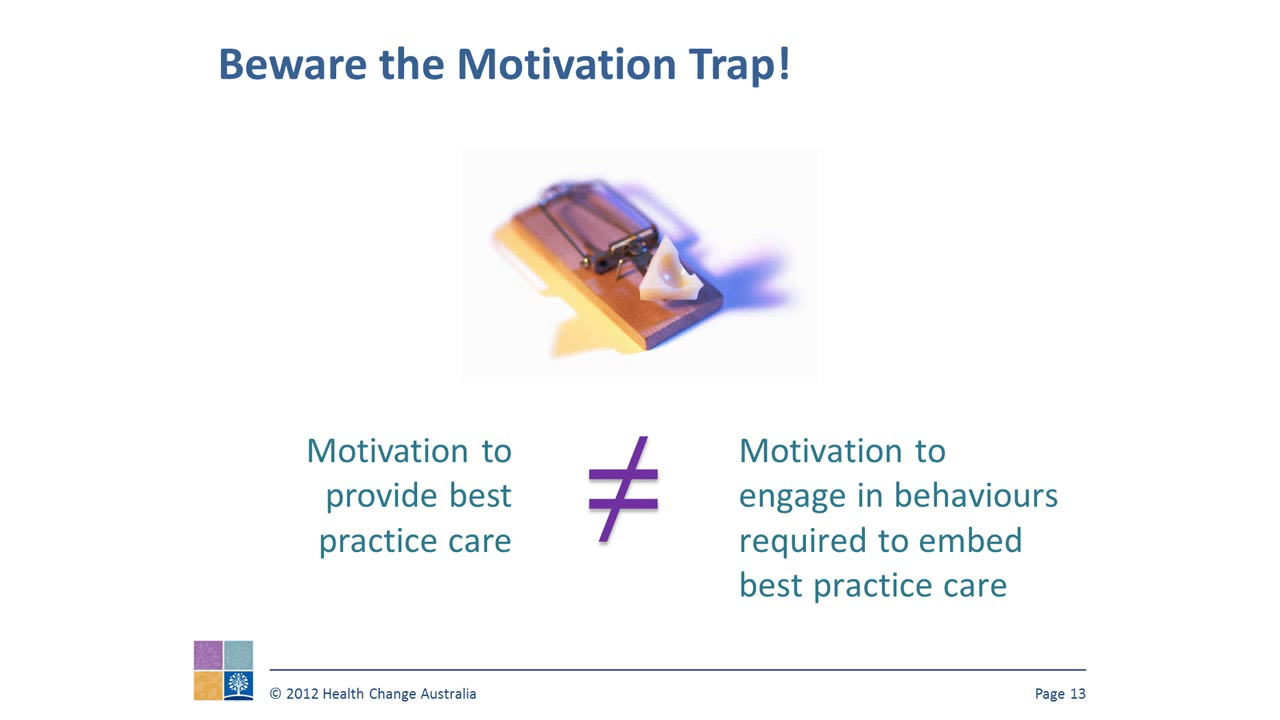 Beware the Motivation Trap!
Motivation to
provide best
practice care
≠
Motivation to
engage in behaviours
required to embed
best practice care
© 2012 Health Change Australia
Page 13